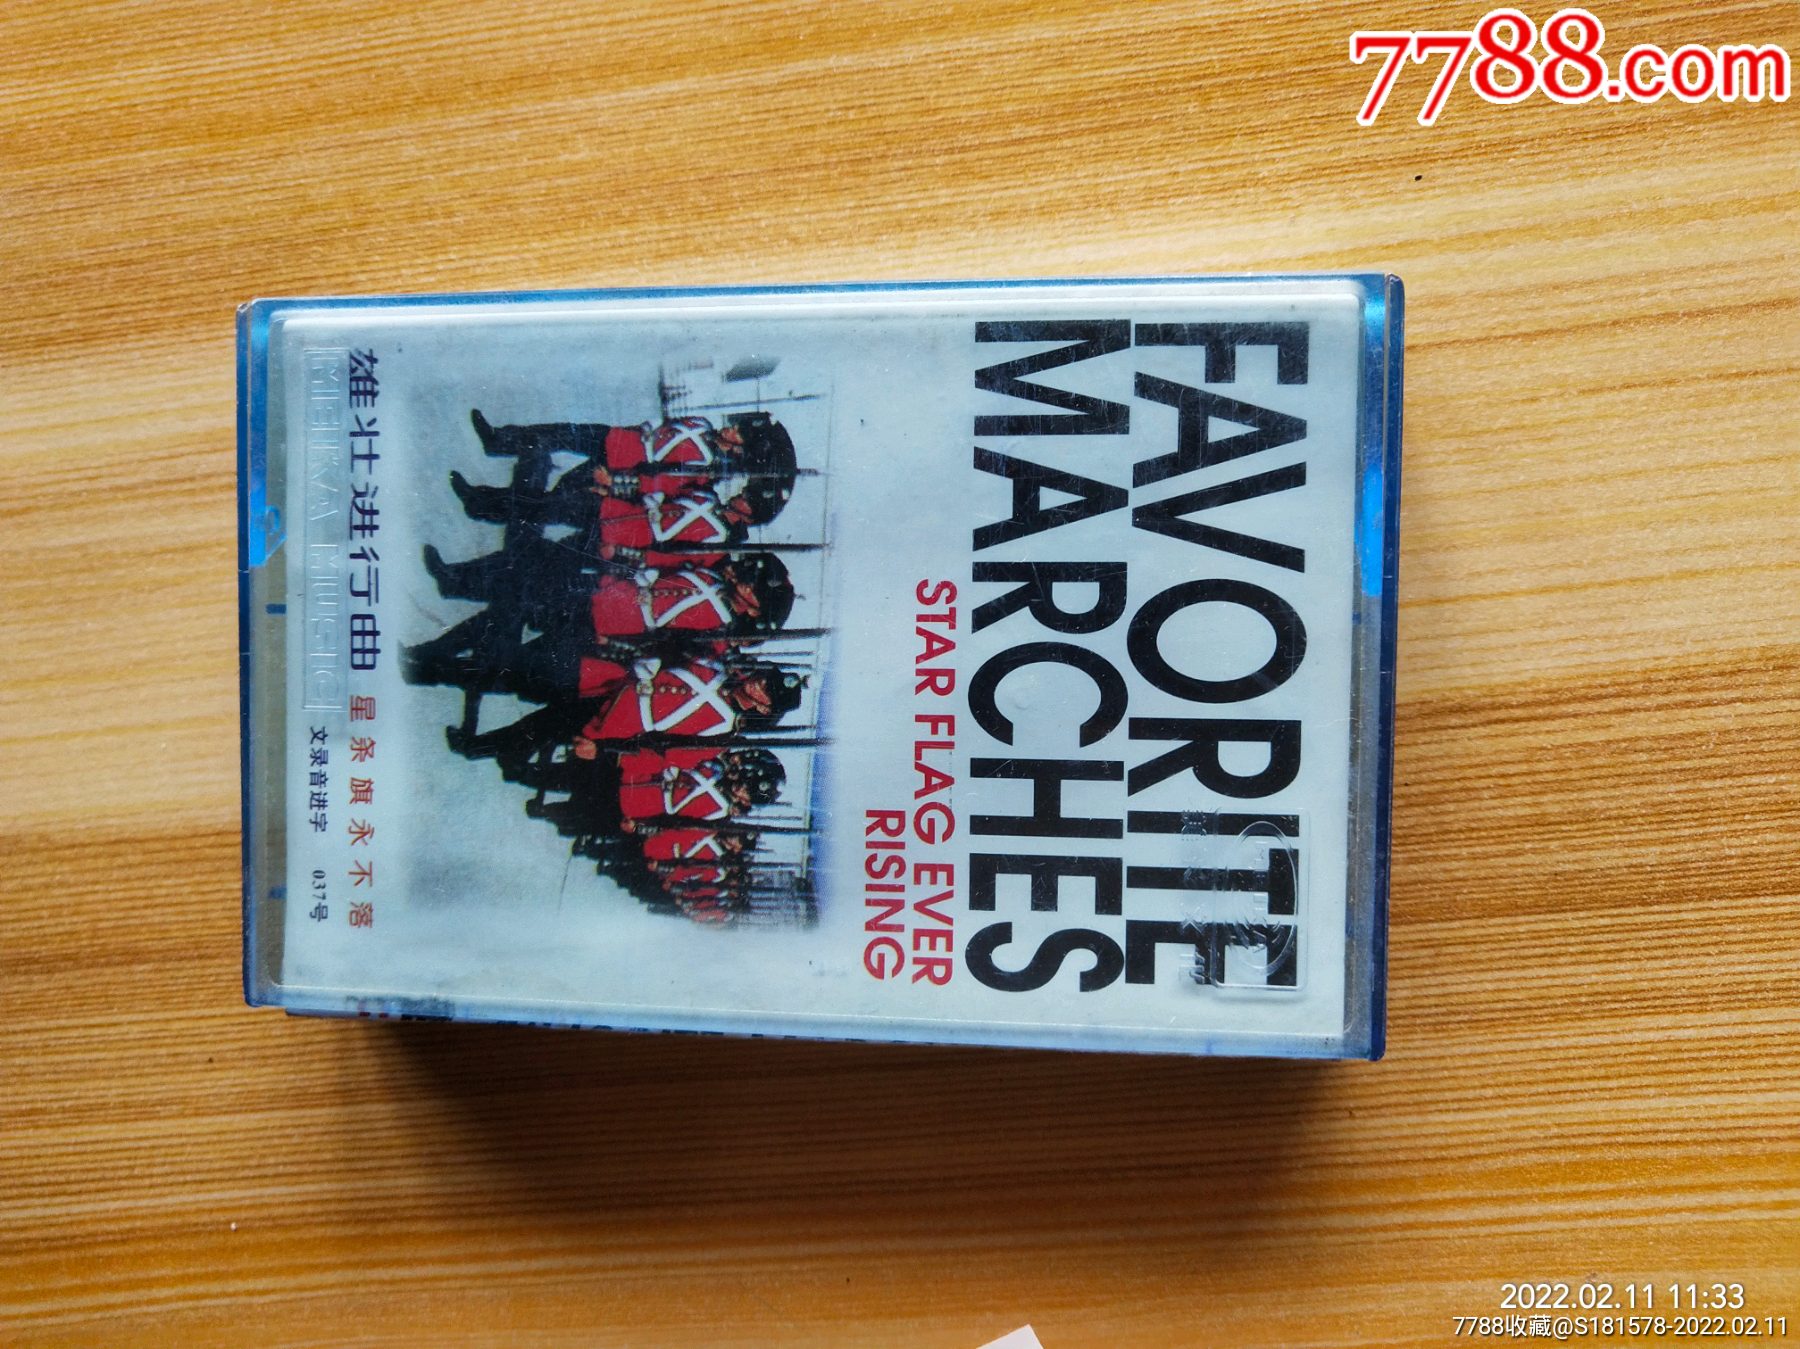 7788.com
FAVORITE
MARCHES
STAR FLAG EVER
RISING
雄壮进行曲 星条旗永不落
MEIKA MUSIC
文录音进字 037号
2022.02.11 11:33
7788收藏@S181578-2022.02.11